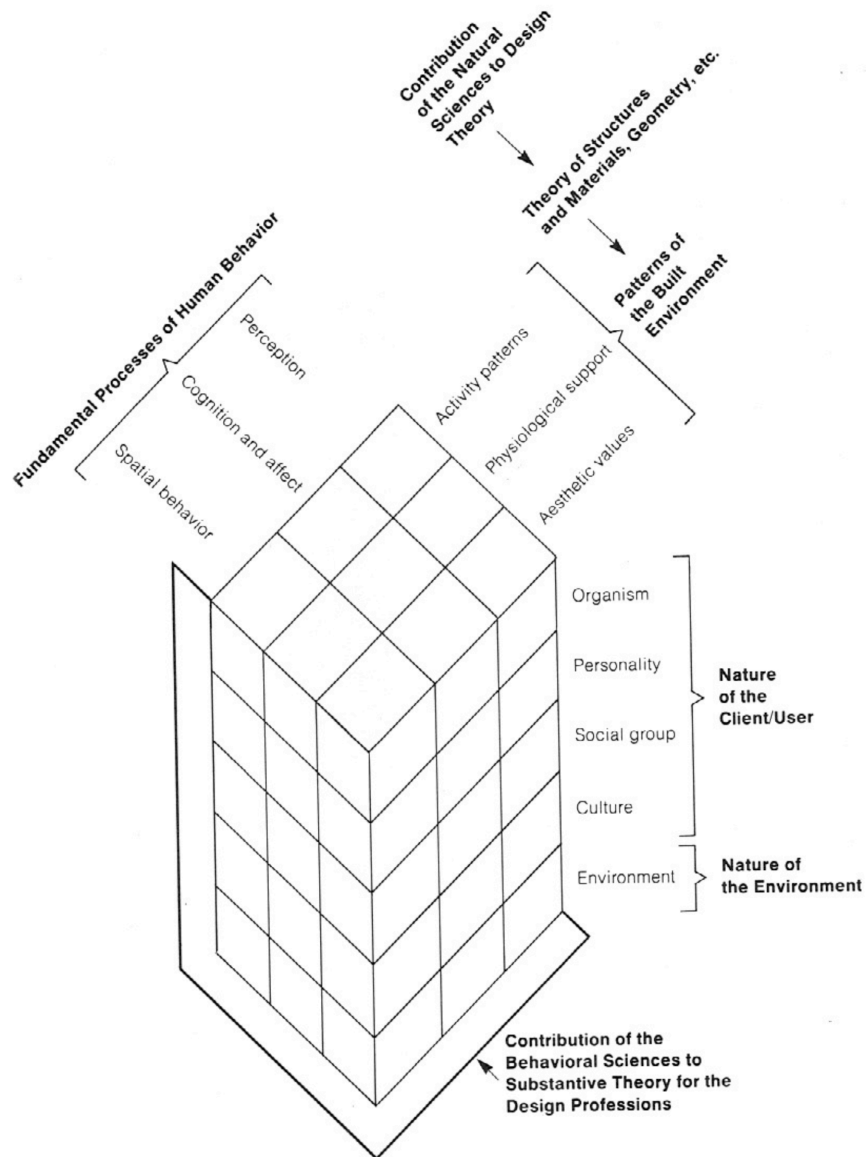 Contribution
of the Natural
Sciences to Design
Theory
Theory of Structures
and Materials, Geometry, etc.
Patterns of
the Built
Environment
Fundamental Processes of Human Behavior
Perception
Cognition and affect
Spatial behavior
Activity patterns
Physiological support
Aesthetic values
Organism
Personality
Social group
Culture
Environment
Nature
of the
Client/User
Nature of
the Environment
Contribution of the
Behavioral Sciences to
Substantive Theory for the
Design Professions